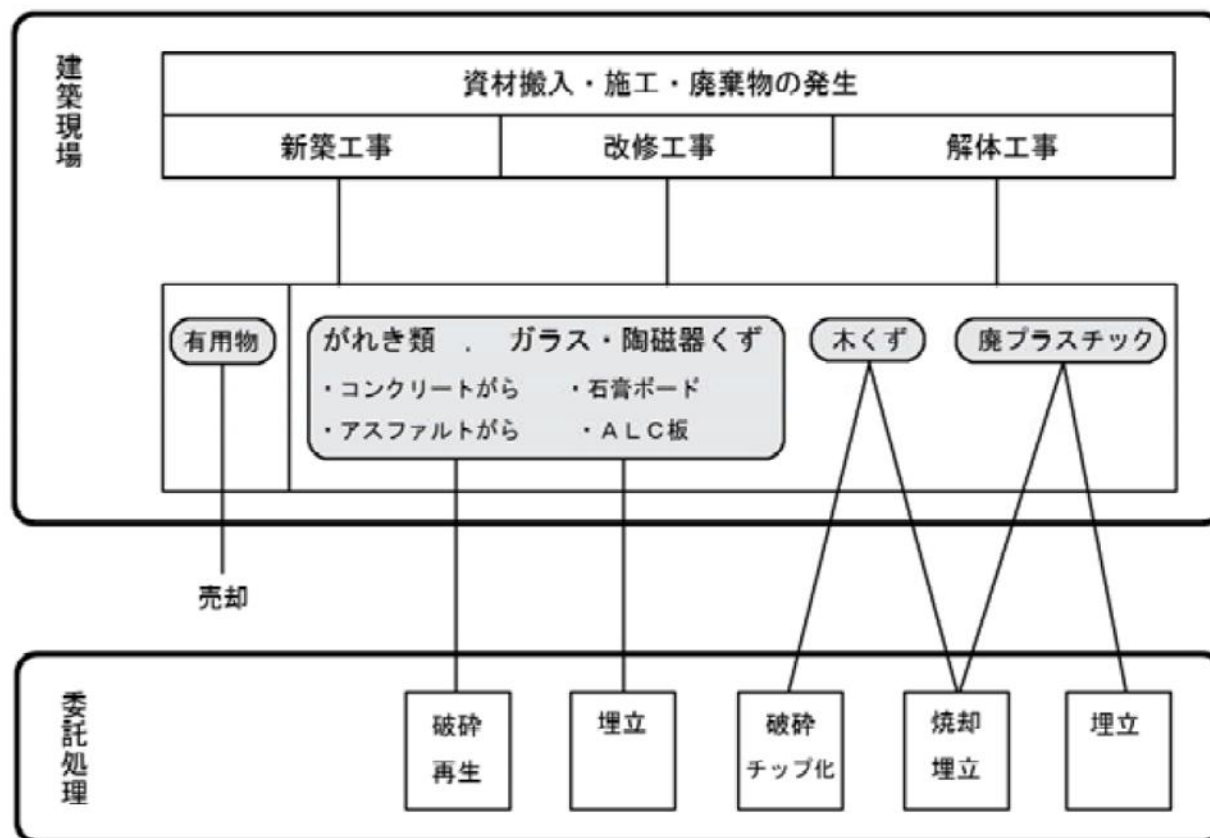 建築現場
資材搬入・施工・廃棄物の発生
新築工事
改修工事
解体工事
有用物
がれき類 . ガラス・陶磁器くず
・コンクリートがら ・石膏ボード
・アスファルトがら ・ALC板
木くず
廃プラスチック
売却
委託処理
破砕
再生
埋立
破砕
チップ化
焼却
埋立
埋立